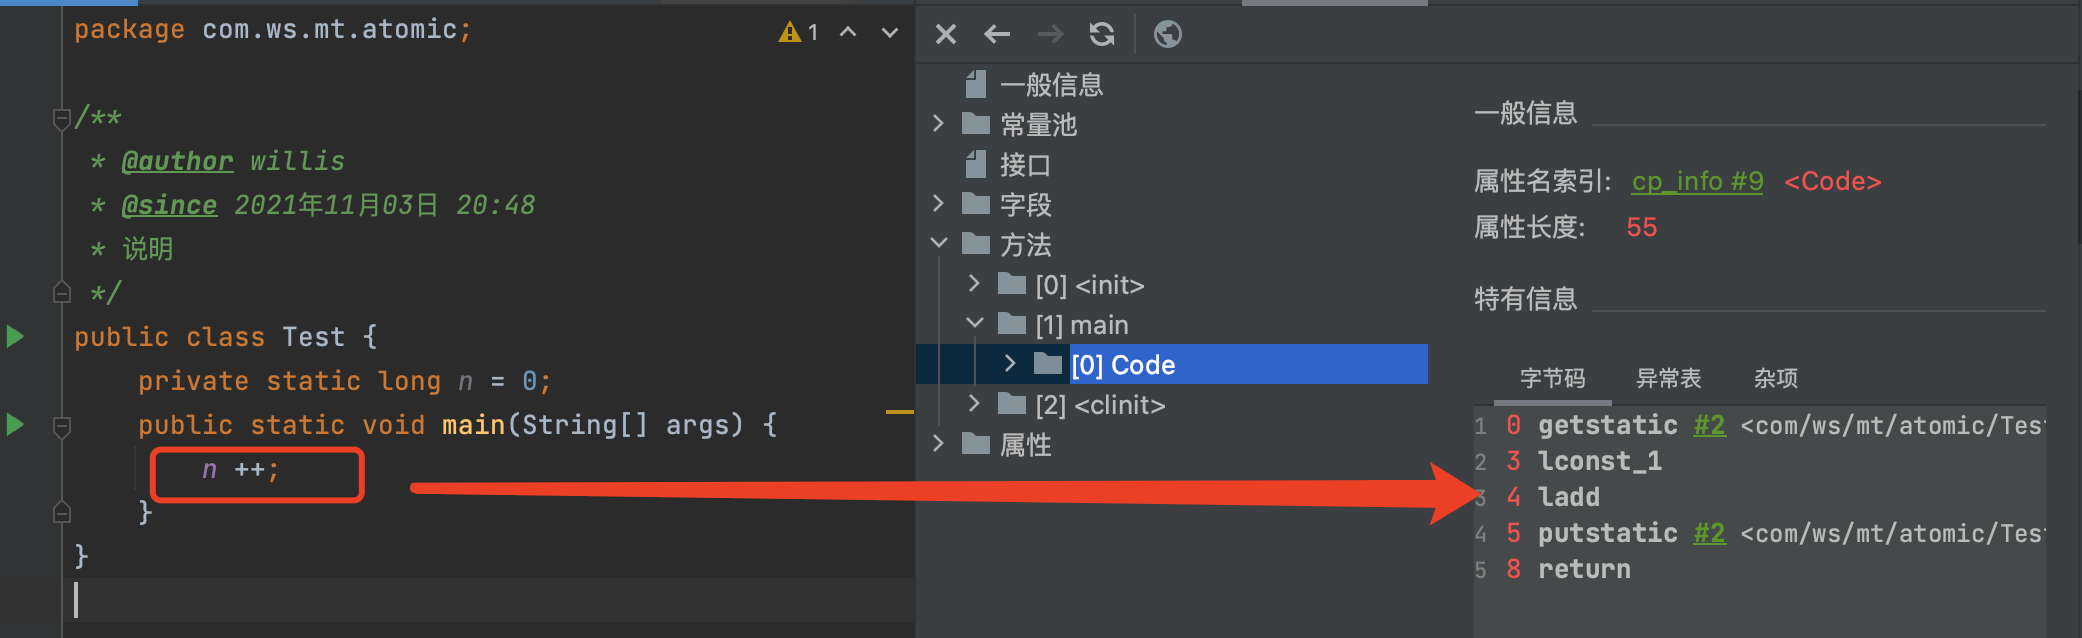 package com.ws.mt.atomic;
1
/**
* @author willis
* @since 2021年11月03日 20:48
* 说明
*/
public class Test {
private static long n = 0;
public static void main(String[] args) {
n ++;
}
}
一般信息
常量池
接口
字段
方法
[0] <init>
[1] main
[0] Code
[2] <clinit>
属性
一般信息
属性名索引: cp_info #9 <Code>
属性长度: 55
特有信息
字节码 异常表 杂项
1 0 getstatic #2 <com/ws/mt/atomic/Tes
2 3 lconst_1
3 4 ladd
4 5 putstatic #2 <com/ws/mt/atomic/Tes
5 8 return